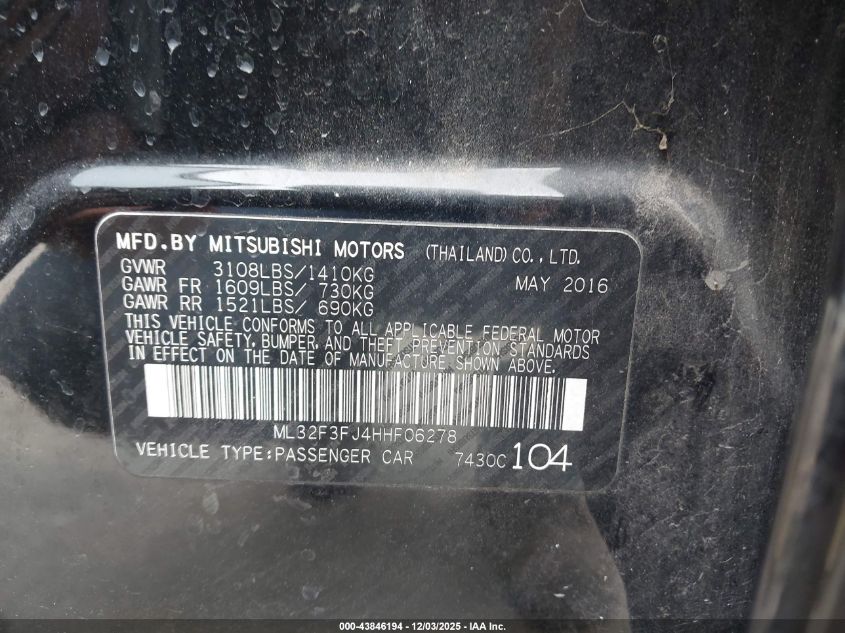 MFD.BY MITSUBISHI MOTORS (THAILAND)CO.,LTD.
GVWR 3108LBS/1410KG MAY 2016
GAWR FR 1609LBS/ 730KG
GAWR RR 1521LBS/ 690KG
THIS VEHICLE CONFORMS TO ALL APPLICABLE FEDERAL MOTOR
VEHICLE SAFETY, BUMPER, AND THEFT PREVENTION STANDARDS
IN EFFECT ON THE DATE OF MANUFACTURE SHOWN ABOVE.
ML32F3FJ4HHF06278
VEHICLE TYPE:PASSENGER CAR 7430C 104
000-43846194 - 12/03/2025 - IAA Inc.